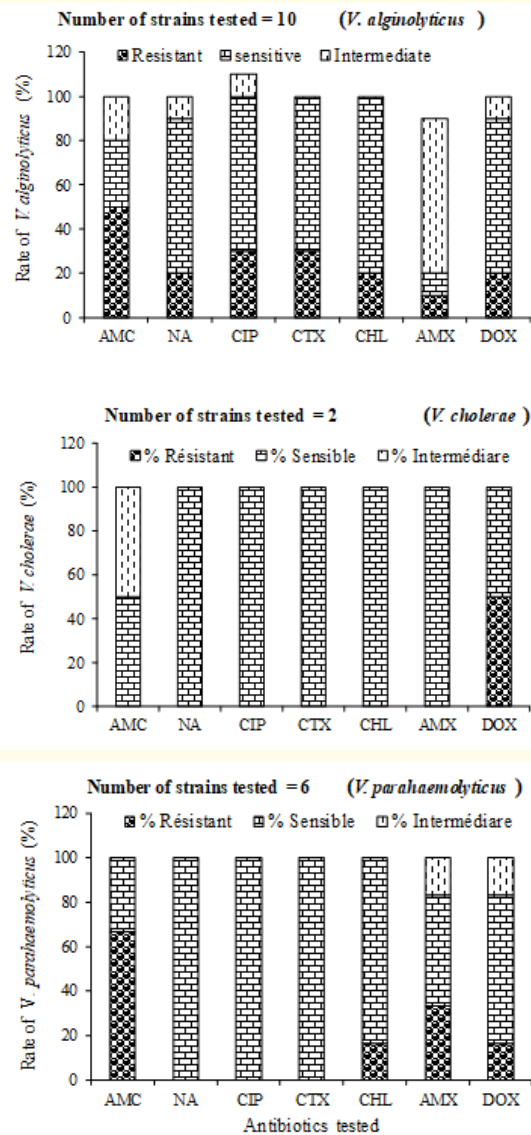 Number of strains tested = 10 (V. alginolyticus )
Resistant sensitive Intermediate
Rate of V. alginolyticus (%)
120
100
80
60
40
20
0
AMC NA CIP CTX CHL AMX DOX
Number of strains tested = 2 (V. cholerae)
% Résistant % Sensible % Intermédiare
Rate of V. cholerae (%)
120
100
80
60
40
20
0
AMC NA CIP CTX CHL AMX DOX
Number of strains tested = 6 (V. parahaemolyticus )
% Résistant % Sensible % Intermédiare
Rate of V. parahaemolyticus (%)
120
100
80
60
40
20
0
AMC NA CIP CTX CHL AMX DOX
Antibiotics tested